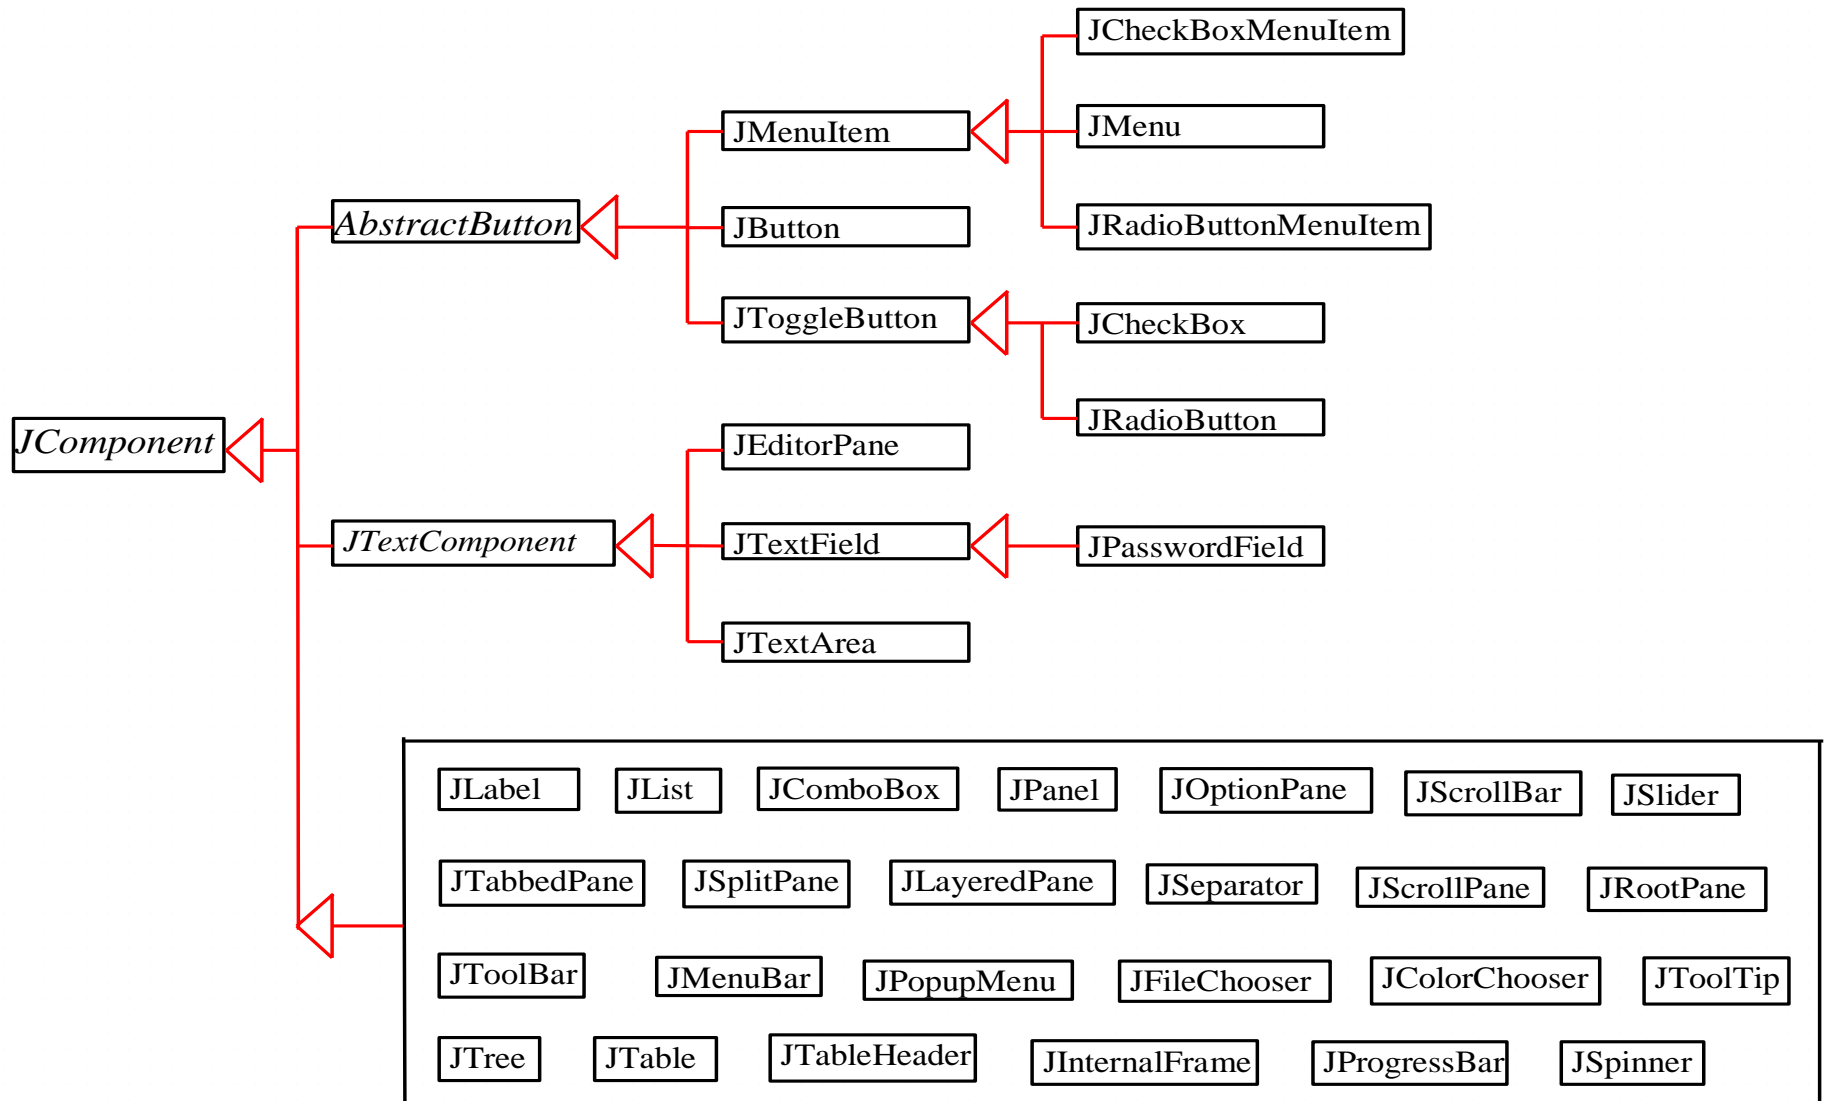 JCheckBoxMenuItem
JMenuItem
JMenu
AbstractButton
JButton
JRadioButtonMenuItem
JToggleButton
JCheckBox
JRadioButton
JComponent
JEditorPane
JTextComponent
JTextField
JPasswordField
JTextArea
JLabel JList JComboBox JPanel JOptionPane JScrollBar JSlider
JTabbedPane JSplitPane JLayeredPane JSeparator JScrollPane JRootPane
JToolBar JMenuBar JPopupMenu JFileChooser JColorChooser JToolTip
JTree JTable JTableHeader JInternalFrame JProgressBar JSpinner